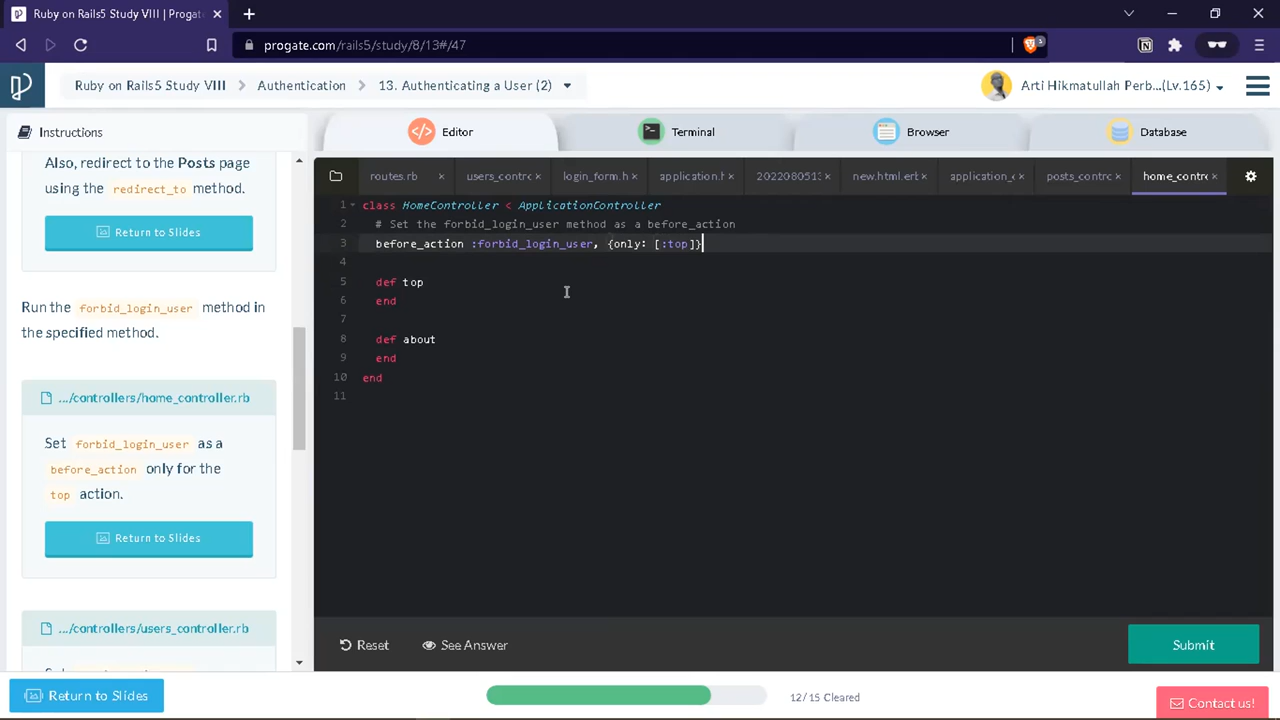 Ruby on Rails5 Study VIII | Progate
progate.com/rails5/study/8/13#/47
3
Ruby on Rails5 Study VIII
Authentication
13. Authenticating a User (2)
Arti Hikmatullah Perb...(Lv.165)
Instructions
Editor
Terminal
Browser
Database
Also, redirect to the Posts page
using the redirect_to method.
Return to Slides
Run the forbid_login_user method in
the specified method.
.../controllers/home_controller.rb
Set forbid_login_user as a
before_action only for the
top action.
Return to Slides
.../controllers/users_controller.rb
routes.rb
users_contrc
login_form.h
application.h
2022080513
new.html.erb
application_c
posts_contrc
home_contrc
1 class HomeController < ApplicationController
2 # Set the forbid_login_user method as a before_action
3 before_action :forbid_login_user, {only: [:top]}
4
5 def top
6 end
7
8 def about
9 end
10 end
11
Reset
See Answer
Submit
Return to Slides
12/15 Cleared
Contact us!